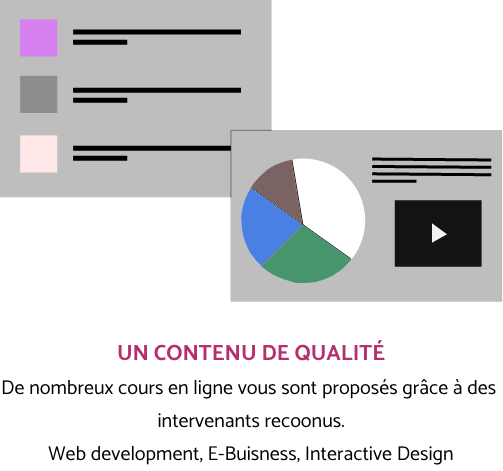 UN CONTENU DE QUALITÉ
De nombreux cours en ligne vous sont proposés grâce à des
intervenants recoonus.
Web development, E-Buisness, Interactive Design